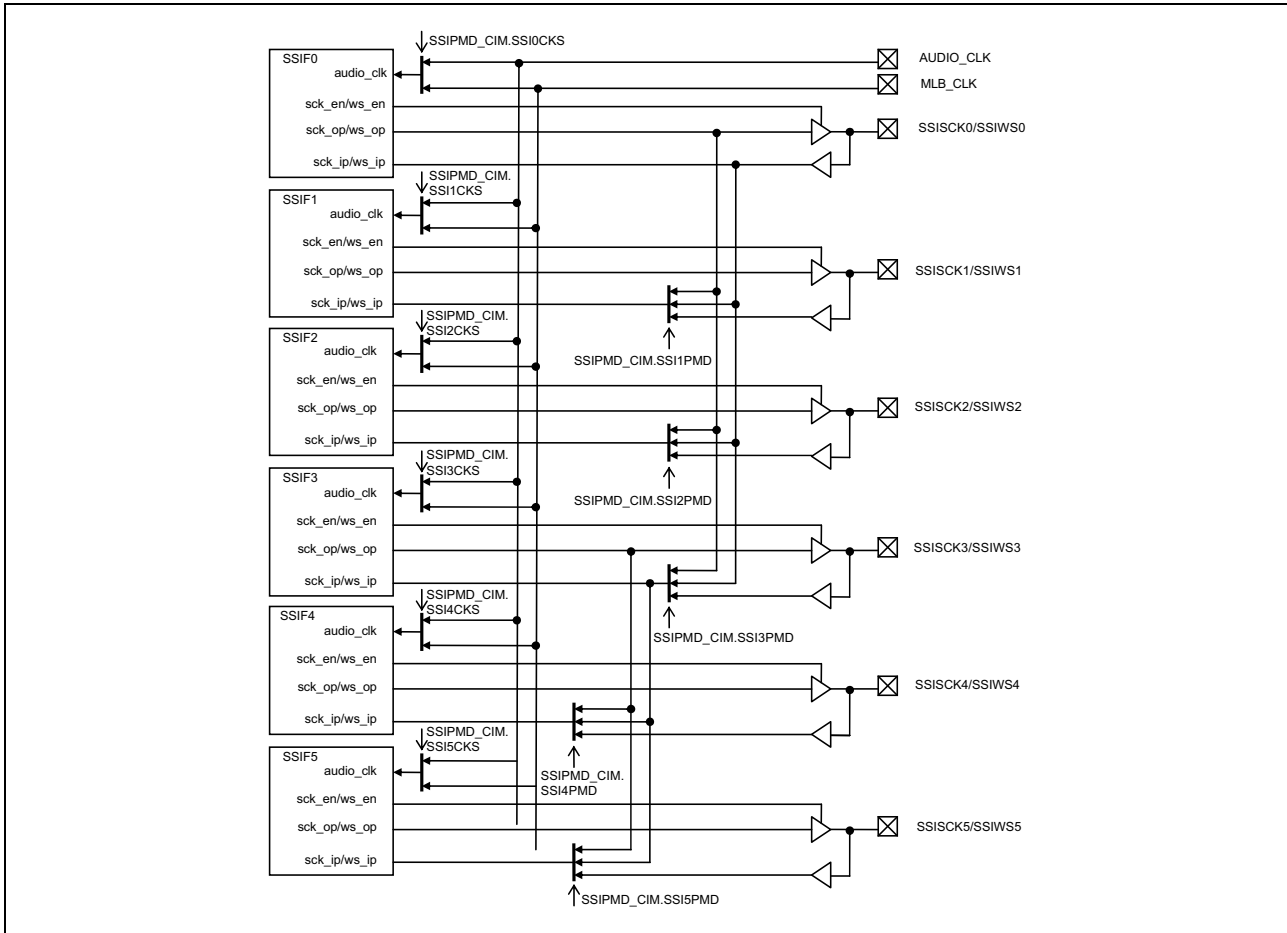 SSIPMD_CIM.SSI0CKS
SSIF0
audio_clk
AUDIO_CLK
MLB_CLK
sck_en/ws_en
sck_op/ws_op
SSISCK0/SSIWS0
sck_ip/ws_ip
SSIPMD_CIM.
SSI1CKS
SSIF1
audio_clk
sck_en/ws_en
sck_op/ws_op
SSISCK1/SSIWS1
sck_ip/ws_ip
SSIPMD_CIM.
SSI2CKS
SSIF2
audio_clk
SSIPMD_CIM.SSI1PMD
sck_en/ws_en
sck_op/ws_op
SSISCK2/SSIWS2
sck_ip/ws_ip
SSIPMD_CIM.
SSI3CKS
SSIF3
audio_clk
SSIPMD_CIM.SSI2PMD
sck_en/ws_en
sck_op/ws_op
SSISCK3/SSIWS3
sck_ip/ws_ip
SSIPMD_CIM.
SSI4CKS
SSIF4
audio_clk
SSIPMD_CIM.SSI3PMD
sck_en/ws_en
sck_op/ws_op
SSISCK4/SSIWS4
sck_ip/ws_ip
SSIPMD_CIM.
SSI5CKS
SSIF5
audio_clk
SSIPMD_CIM.
SSI4PMD
sck_en/ws_en
sck_op/ws_op
SSISCK5/SSIWS5
sck_ip/ws_ip
SSIPMD_CIM.SSI5PMD